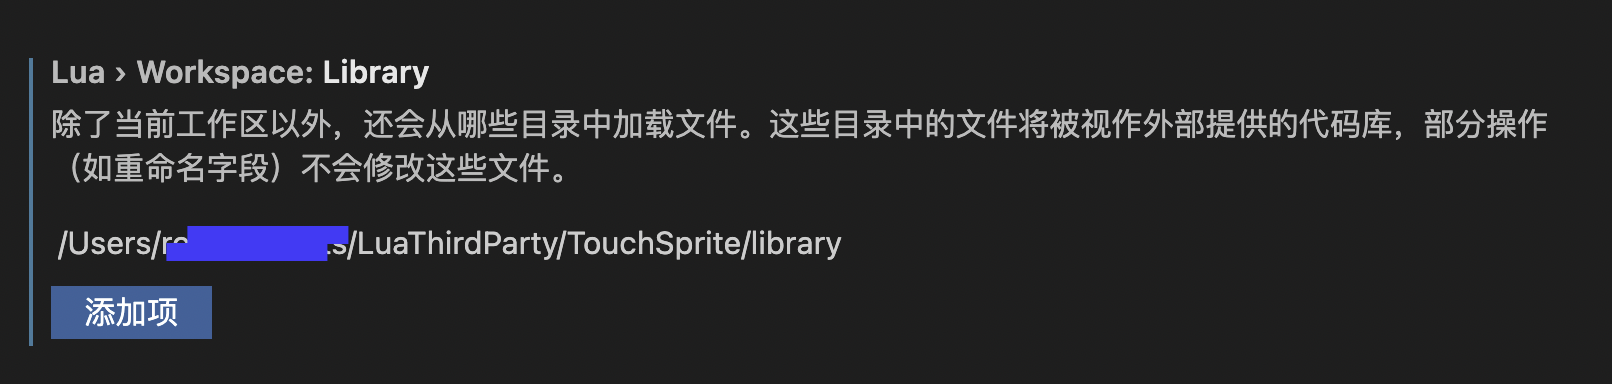 Lua › Workspace: Library
除了当前工作区以外，还会从哪些目录中加载文件。这些目录中的文件将被视作外部提供的代码库，部分操作
（如重命名字段）不会修改这些文件。
/Users/ s/LuaThirdParty/TouchSprite/library
添加项